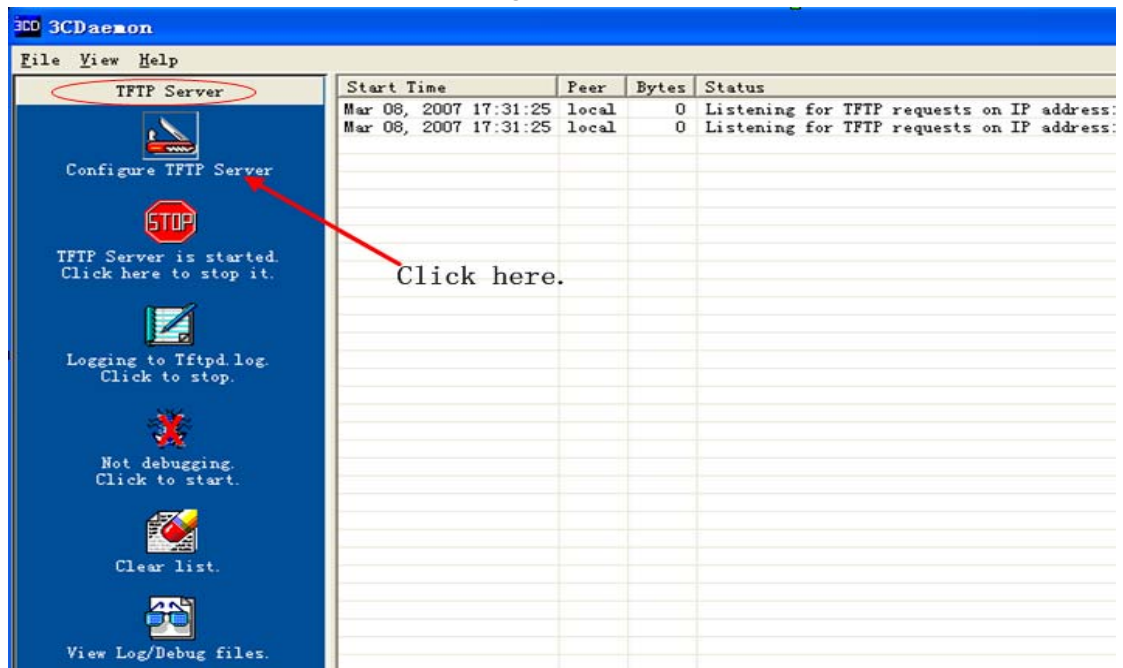 3CD 3CDaemon
File View Help
TFTP Server
Configure TFTP Server
STOP
TFTP Server is started.
Click here to stop it.
Logging to Tftpd.log.
Click to stop.
Not debugging.
Click to start.
Clear list.
View Log/Debug files.
Start Time Peer Bytes Status
Mar 08, 2007 17:31:25 local 0 Listening for TFTP requests on IP address:
Mar 08, 2007 17:31:25 local 0 Listening for TFTP requests on IP address:
Click here.